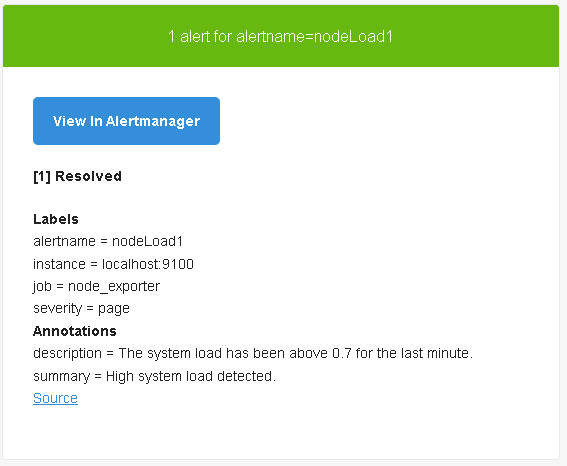 1 alert for alertname=nodeLoad1
View In Alertmanager
[1] Resolved
Labels
alertname = nodeLoad1
instance = localhost:9100
job = node_exporter
severity = page
Annotations
description = The system load has been above 0.7 for the last minute.
summary = High system load detected.
Source